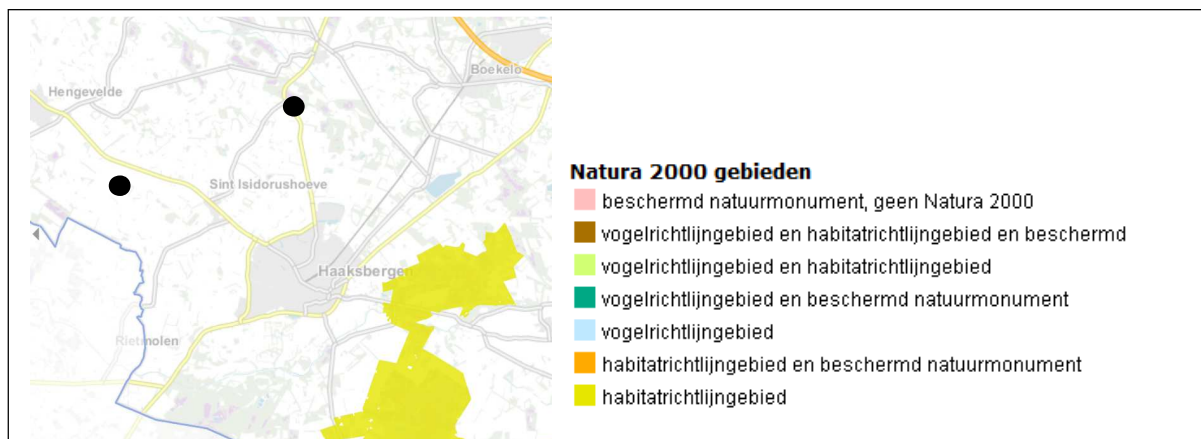 Boekelo
Hengevelde
Sint Isidorushoeve
Haaksbergen
Rietmolen
Natura 2000 gebieden
beschermd natuurmonument, geen Natura 2000
vogelrichtlijngebied en habitatrichtlijngebied en beschermd
vogelrichtlijngebied en habitatrichtlijngebied
vogelrichtlijngebied en beschermd natuurmonument
vogelrichtlijngebied
habitatrichtlijngebied en beschermd natuurmonument
habitatrichtlijngebied